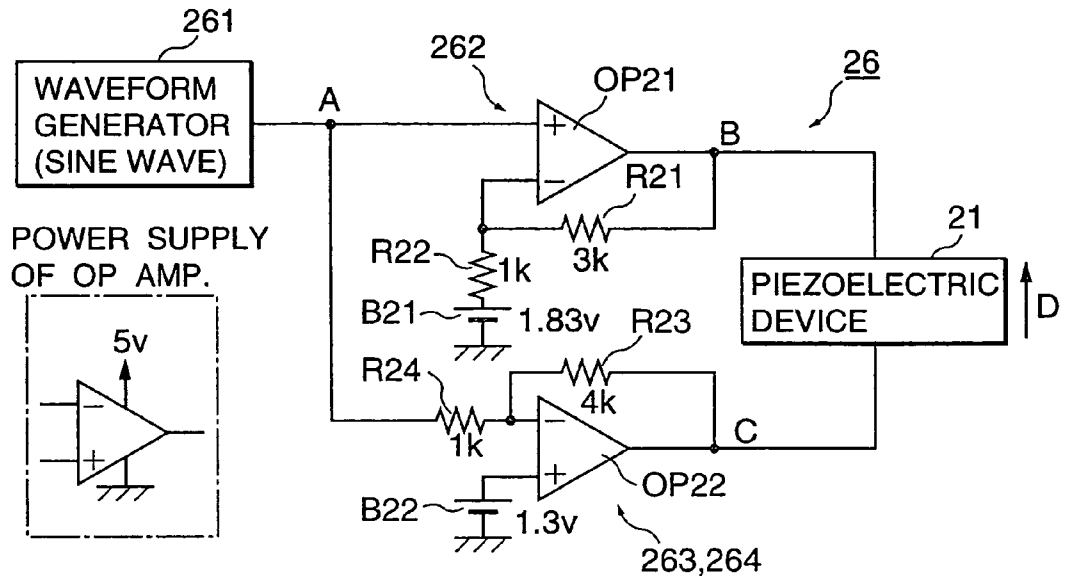 261
WAVEFORM
GENERATOR
(SINE WAVE)
A
262
OP21
26
B
+
−
R21
3k
R22
1k
B21
1.83v
21
PIEZOELECTRIC
DEVICE
D
POWER SUPPLY
OF OP AMP.
5v
−
+
R24
1k
R23
4k
−
+
C
OP22
B22
1.3v
263,264